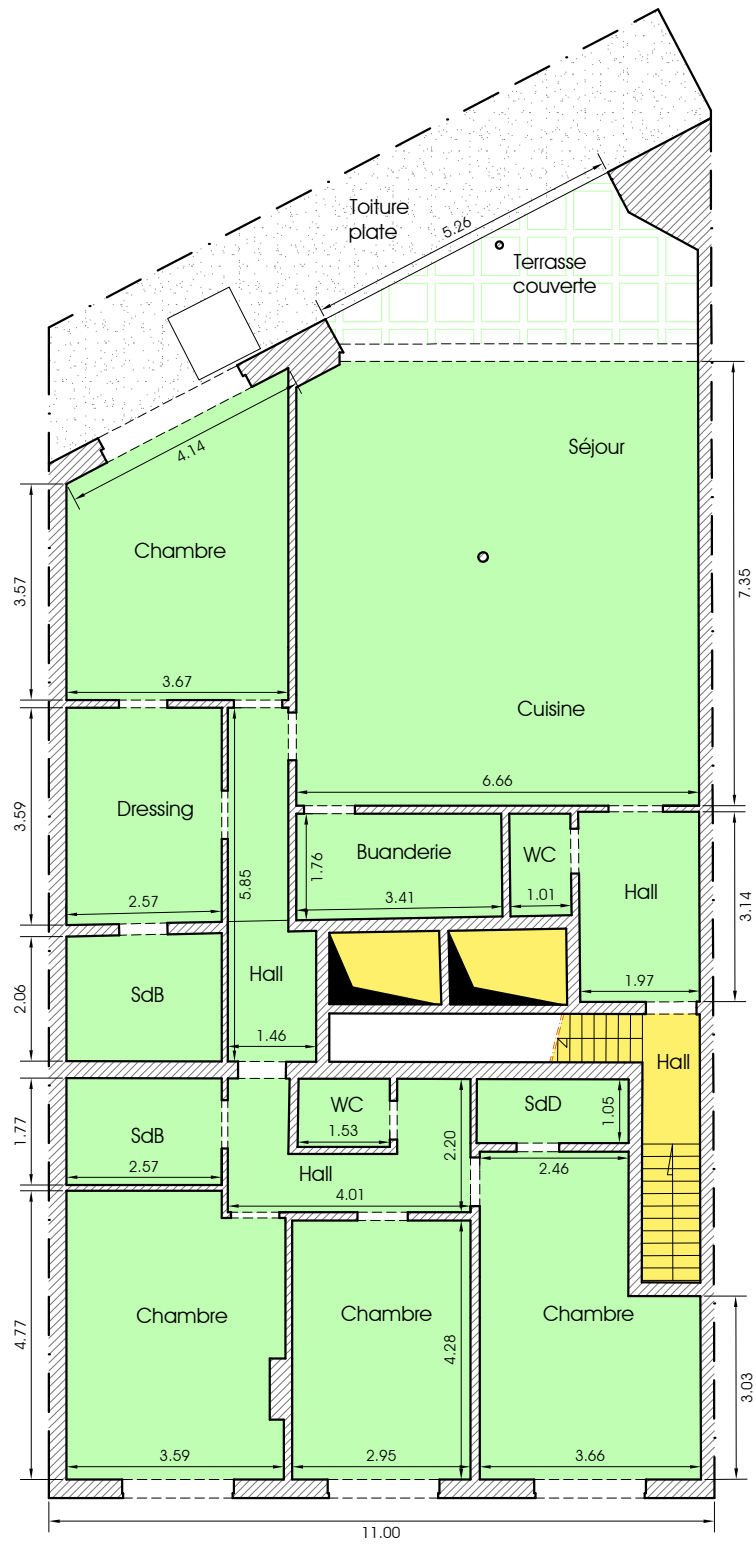 Toiture
plate
5.26
Terrasse
couverte
4.14
Séjour
Chambre
3.57
7.35
3.67
Cuisine
6.66
Dressing
3.59
2.57
5.85
1.76
Buanderie
3.41
WC
1.01
Hall
3.14
1.97
SdB
2.06
Hall
1.46
Hall
SdB
1.77
2.57
WC
1.53
2.20
SdD
1.05
Hall
4.01
2.46
Chambre
4.77
3.59
Chambre
4.28
2.95
Chambre
3.66
3.03
11.00